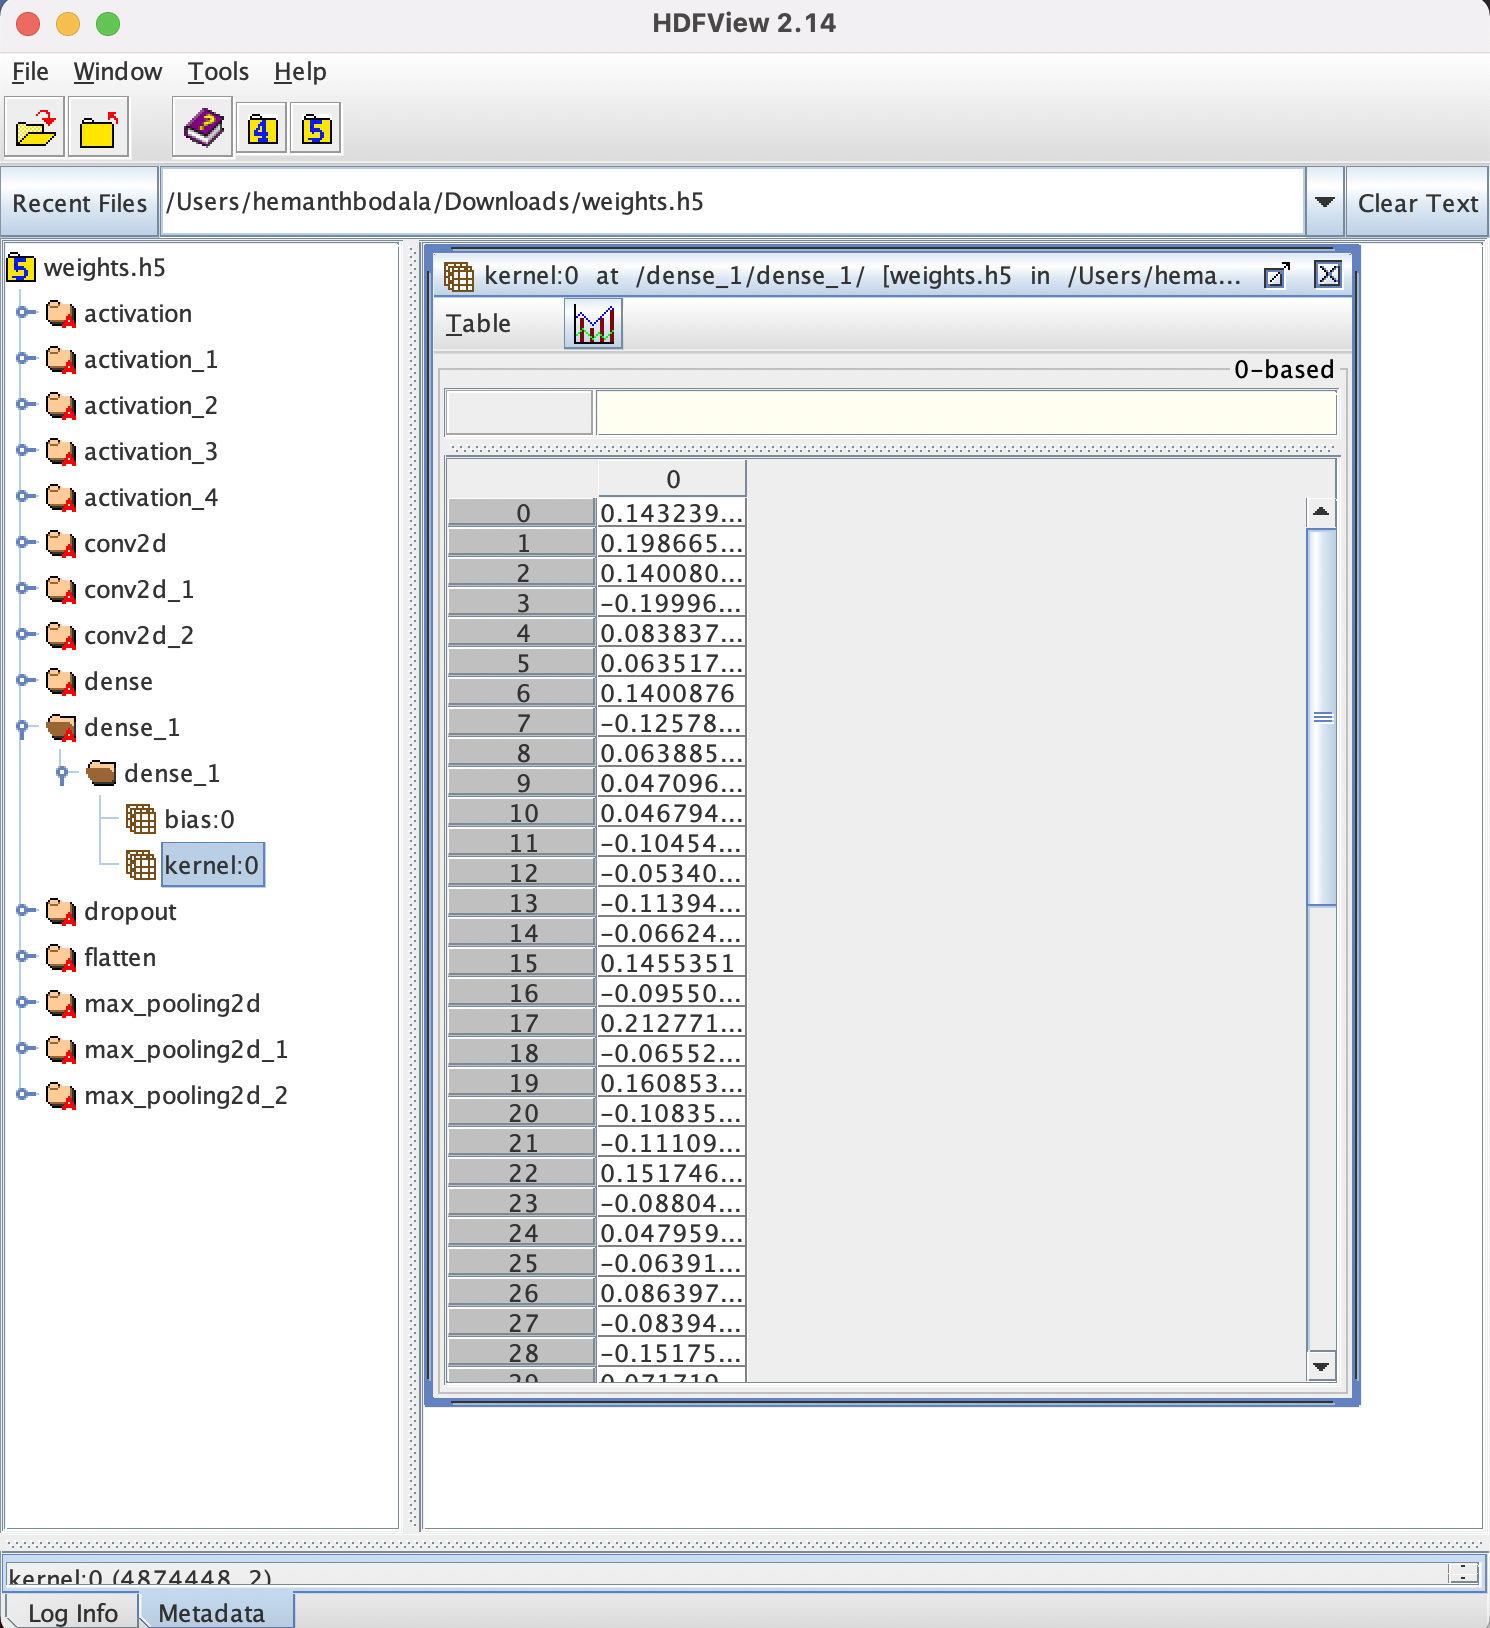 HDFView 2.14
File Window Tools Help
Recent Files /Users/hemanthbodala/Downloads/weights.h5 Clear Text
weights.h5
activation
activation_1
activation_2
activation_3
activation_4
conv2d
conv2d_1
conv2d_2
dense
dense_1
dense_1
bias:0
kernel:0
dropout
flatten
max_pooling2d
max_pooling2d_1
max_pooling2d_2
kernel:0 at /dense_1/dense_1/ [weights.h5 in /Users/hema...
Table
0-based
0
0 0.143239...
1 0.198665...
2 0.140080...
3 -0.19996...
4 0.083837...
5 0.063517...
6 0.1400876
7 -0.12578...
8 0.063885...
9 0.047096...
10 0.046794...
11 -0.10454...
12 -0.05340...
13 -0.11394...
14 -0.06624...
15 0.1455351
16 -0.09550...
17 0.212771...
18 -0.06552...
19 0.160853...
20 -0.10835...
21 -0.11109...
22 0.151746...
23 -0.08804...
24 0.047959...
25 -0.06391...
26 0.086397...
27 -0.08394...
28 -0.15175...
29 0.071719...
kernel:0 (4874448, 2)
Log Info Metadata